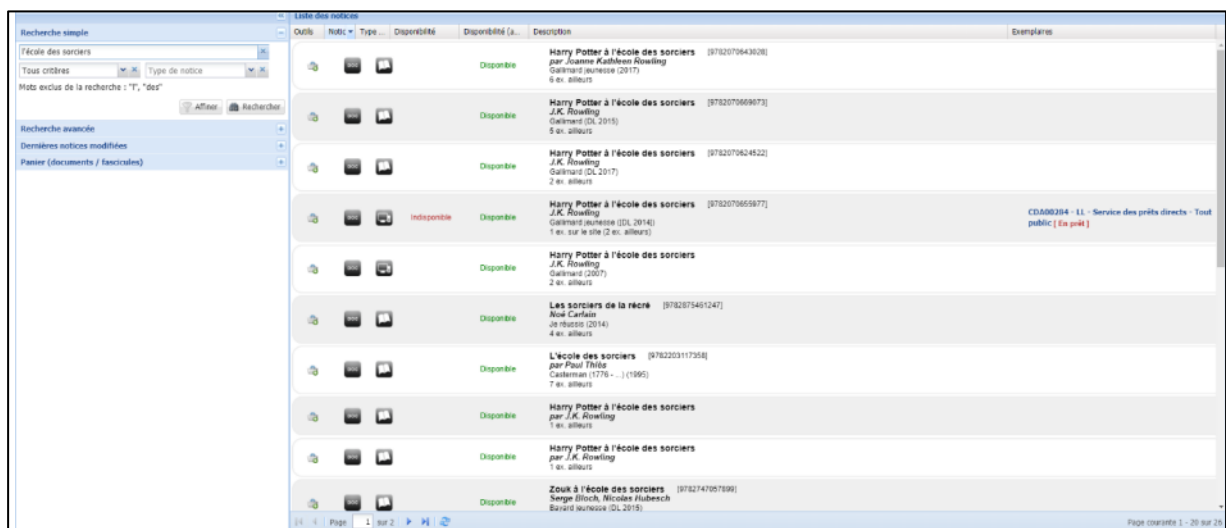 Liste des notices
Recherche simple
l'école des sorciers
Tous critères Type de notice
Mots exclus de la recherche : "l", "des"
Affiner Rechercher
Recherche avancée
Dernières notices modifiées
Panier (documents / fascicules)
Outils Notic Type ... Disponibilité Disponibilité (a... Description Exemplaires
Harry Potter à l'école des sorciers [9782070643028]
par Joanne Kathleen Rowling
Gallimard jeunesse (2017)
6 ex. ailleurs
Disponible
Harry Potter à l'école des sorciers [9782070669073]
J.K. Rowling
Gallimard (DL 2015)
5 ex. ailleurs
Disponible
Harry Potter à l'école des sorciers [9782070624522]
J.K. Rowling
Gallimard (DL 2017)
2 ex. ailleurs
Disponible
Harry Potter à l'école des sorciers [9782070655977]
J.K. Rowling
Gallimard jeunesse ([DL 2014])
1 ex. sur le site (2 ex. ailleurs)
Indisponible Disponible
CDA00204 - LL - Service des prêts directs - Tout
public [ En prêt ]
Harry Potter à l'école des sorciers
J.K. Rowling
Gallimard (2007)
2 ex. ailleurs
Disponible
Les sorciers de la récré [9782875461247]
Noé Carlain
Je réussis (2014)
4 ex. ailleurs
Disponible
L'école des sorciers [9782203117358]
par Paul Thiès
Casterman (1776 - ...) (1995)
7 ex. ailleurs
Disponible
Harry Potter à l'école des sorciers
par J.K. Rowling
1 ex. ailleurs
Disponible
Harry Potter à l'école des sorciers
par J.K. Rowling
1 ex. ailleurs
Disponible
Zouk à l'école des sorciers [9782747057899]
Serge Bloch, Nicolas Hubesch
Bayard jeunesse (DL 2015)
Disponible
Page 1 sur 2
Page courante 1 - 20 sur 26